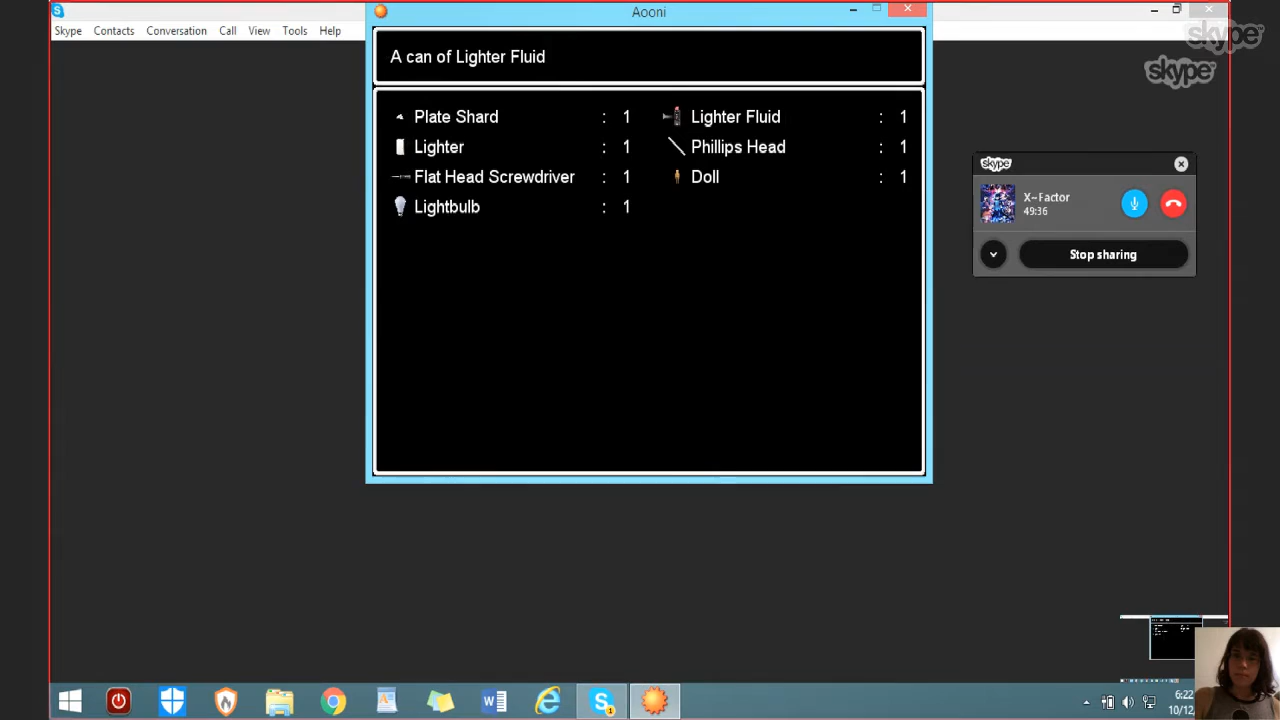 Aooni
skype
skype
Skype Contacts Conversation Call View Tools Help
A can of Lighter Fluid
Plate Shard : 1 Lighter Fluid : 1
Lighter : 1 Phillips Head : 1
Flat Head Screwdriver : 1 Doll : 1
Lightbulb : 1
skype
X-Factor
49:36
Stop sharing
6:22
10/12